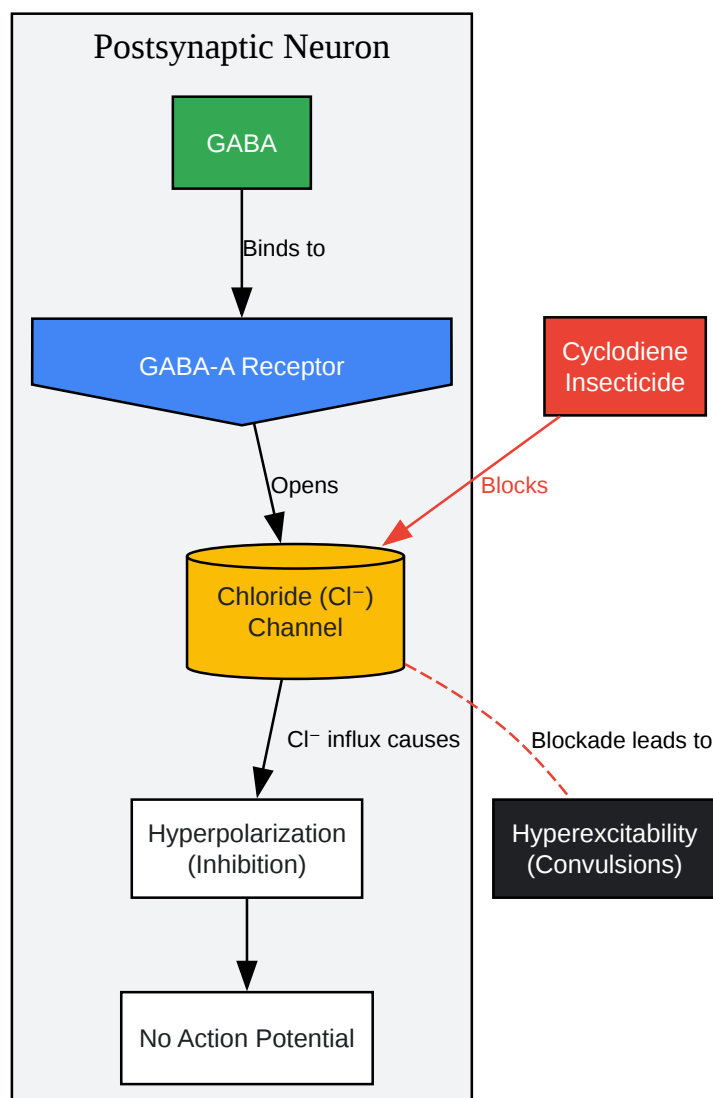 Postsynaptic Neuron
GABA
Binds to
GABA-A Receptor
Cyclodiene
Insecticide
Opens
Blocks
Chloride (Cl⁻)
Channel
Cl⁻ influx causes
Blockade leads to
Hyperpolarization
(Inhibition)
Hyperexcitability
(Convulsions)
No Action Potential